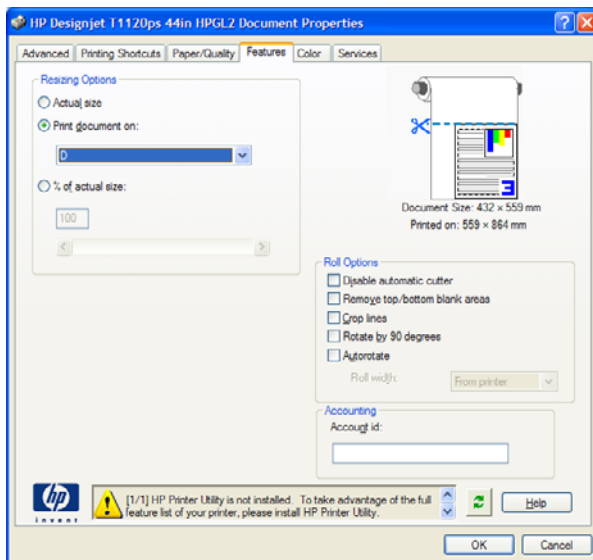 HP Designjet T1120ps 44in HPGL2 Document Properties
Advanced
Printing Shortcuts
Paper/Quality
Features
Color
Services
Resizing Options
Actual size
Print document on:
D
% of actual size:
100
Document Size: 432 × 559 mm
Printed on: 559 × 864 mm
Roll Options
Disable automatic cutter
Remove top/bottom blank areas
Crop lines
Rotate by 90 degrees
Autorotate
Roll width:
From printer
Accounting
Account id:
hp
invent
[1/1] HP Printer Utility is not installed. To take advantage of the full
feature list of your printer, please install HP Printer Utility.
Help
OK
Cancel